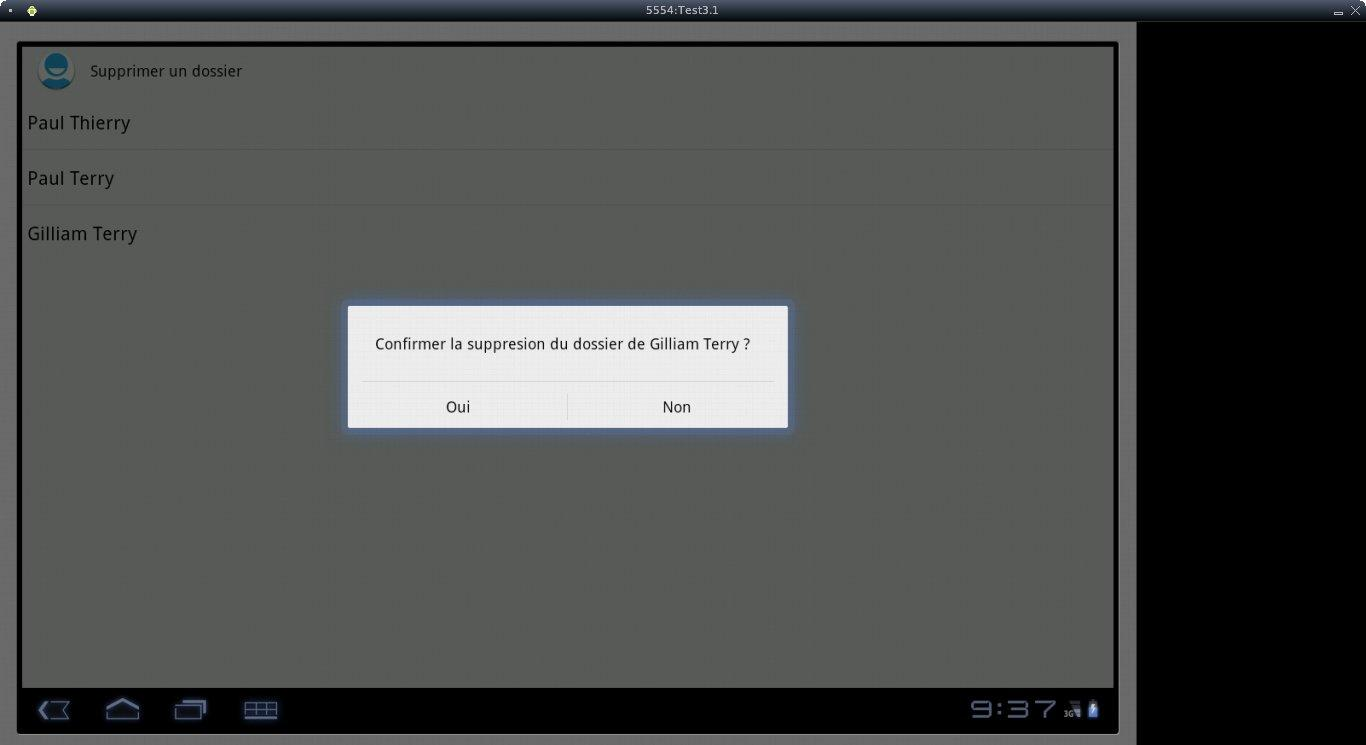 5554:Test3.1
Supprimer un dossier
Paul Thierry
Paul Terry
Gilliam Terry
Confirmer la suppresion du dossier de Gilliam Terry ?
Oui Non
9:37 3G